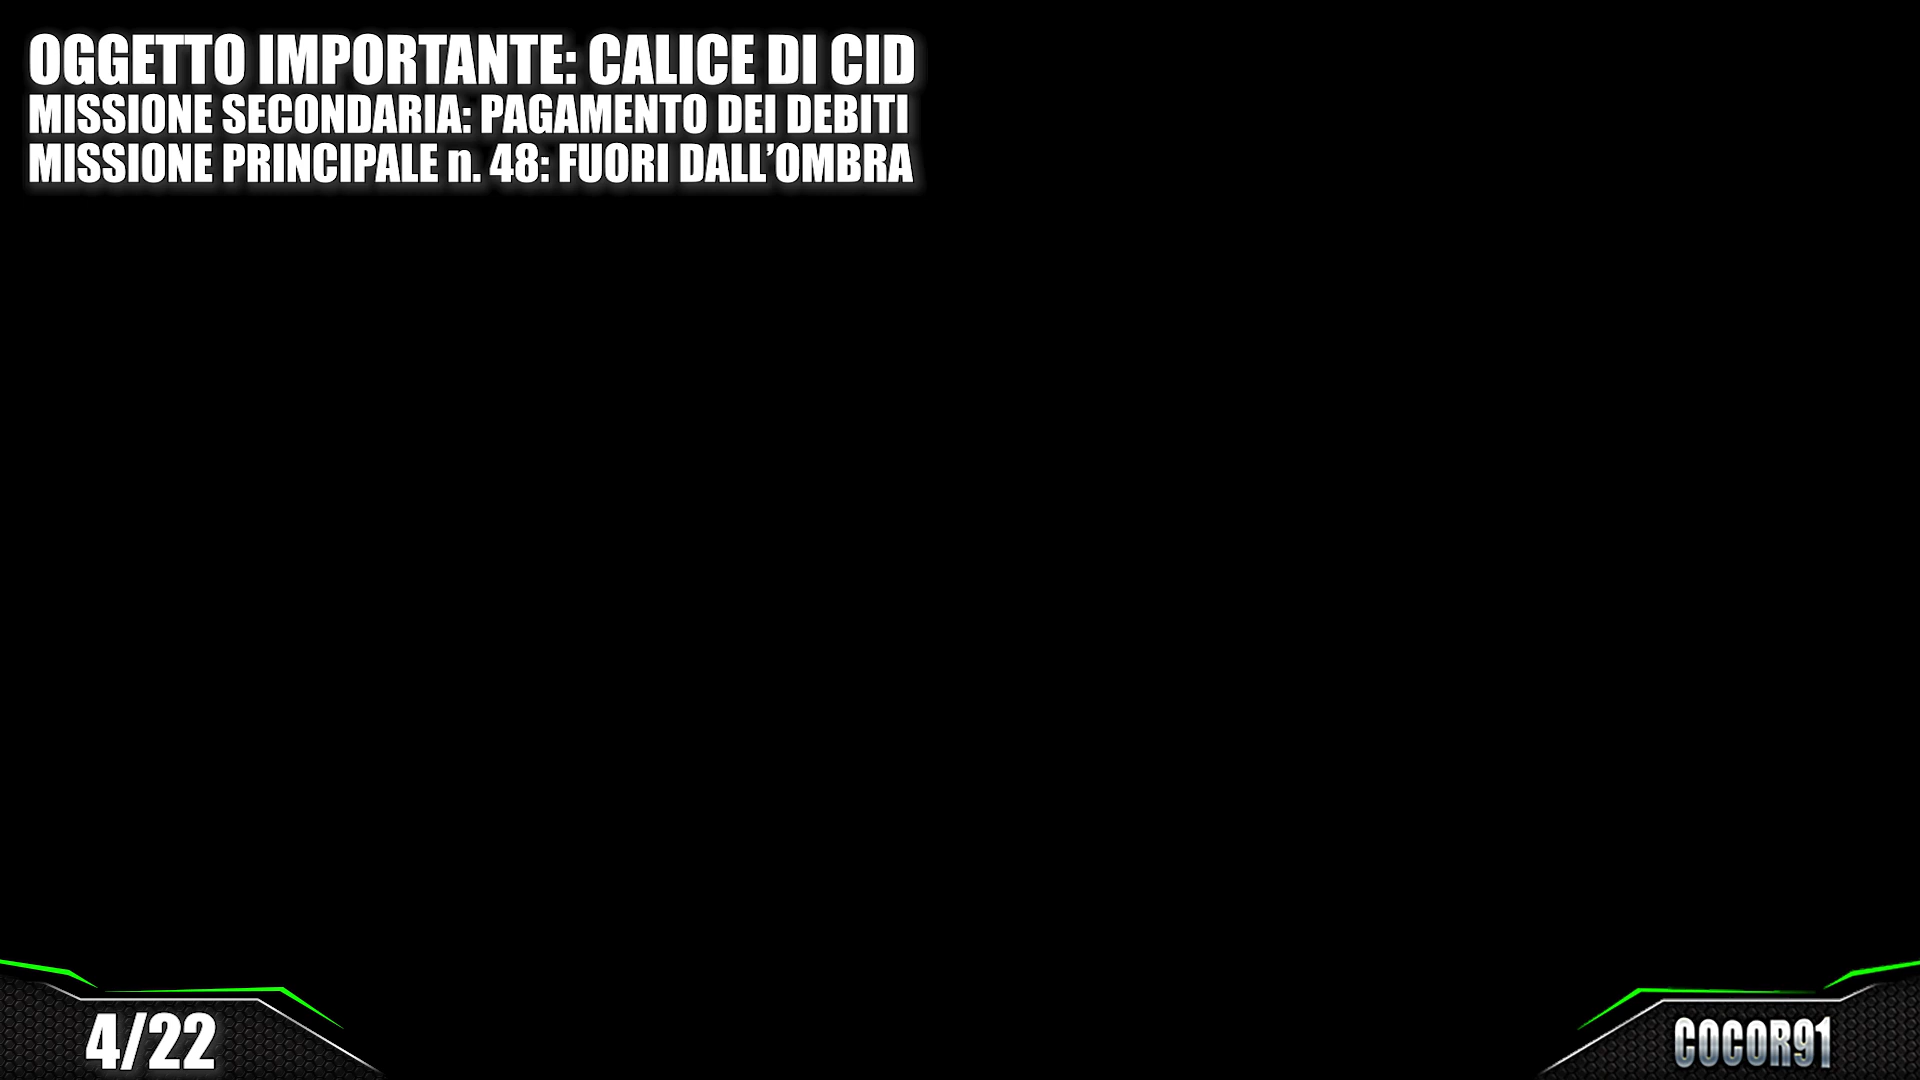 OGGETTO IMPORTANTE: CALICE DI CID
MISSIONE SECONDARIA: PAGAMENTO DEI DEBITI
MISSIONE PRINCIPALE n. 48: FUORI DALL’OMBRA
4/22
COCOR91